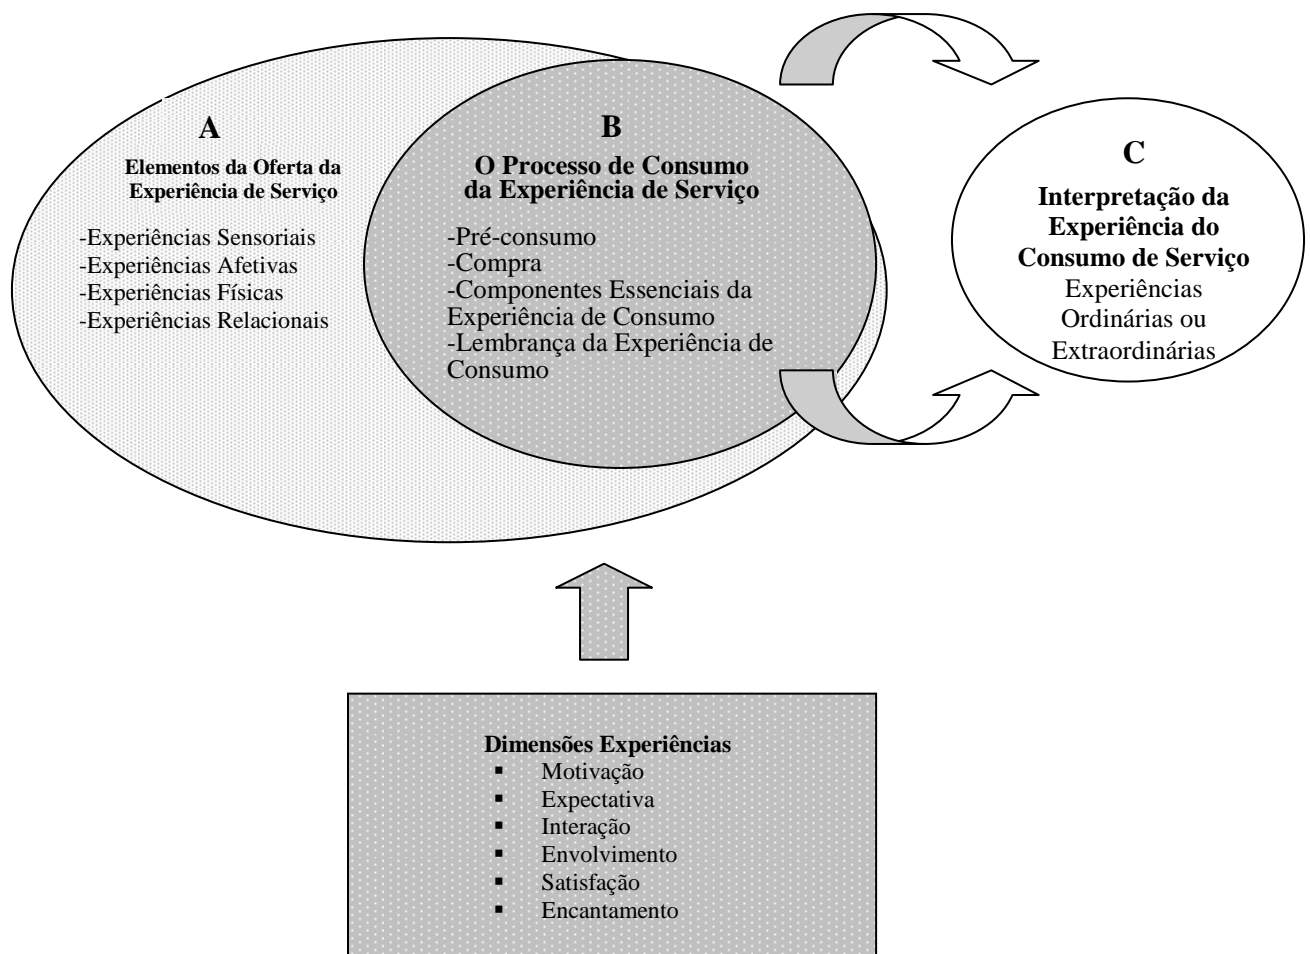 A
Elementos da Oferta da
Experiência de Serviço
-Experiências Sensoriais
-Experiências Afetivas
-Experiências Físicas
-Experiências Relacionais
B
O Processo de Consumo
da Experiência de Serviço
-Pré-consumo
-Compra
-Componentes Essenciais da
Experiência de Consumo
-Lembrança da Experiência de
Consumo
C
Interpretação da
Experiência do
Consumo de Serviço
Experiências
Ordinárias ou
Extraordinárias
Dimensões Experiências
▪ Motivação
▪ Expectativa
▪ Interação
▪ Envolvimento
▪ Satisfação
▪ Encantamento